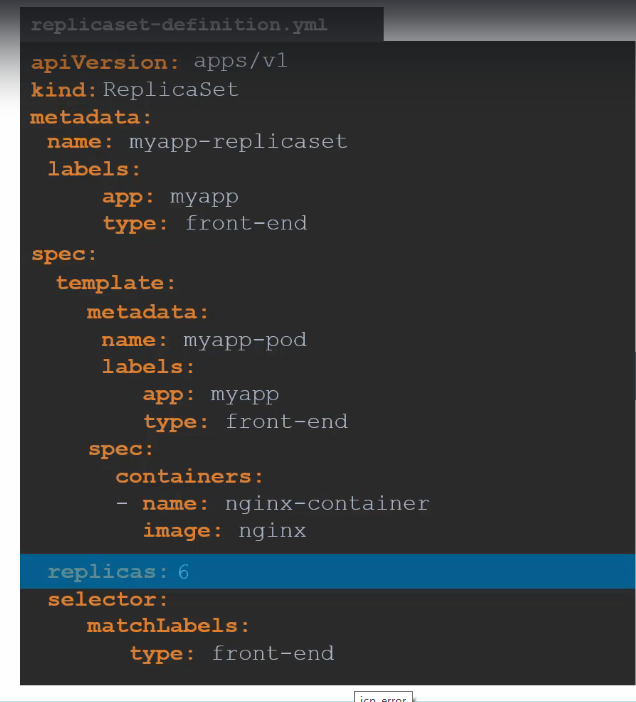 replicaset-definition.yml
apiVersion: apps/v1
kind: ReplicaSet
metadata:
name: myapp-replicaset
labels:
app: myapp
type: front-end
spec:
template:
metadata:
name: myapp-pod
labels:
app: myapp
type: front-end
spec:
containers:
- name: nginx-container
image: nginx
replicas: 6
selector:
matchLabels:
type: front-end